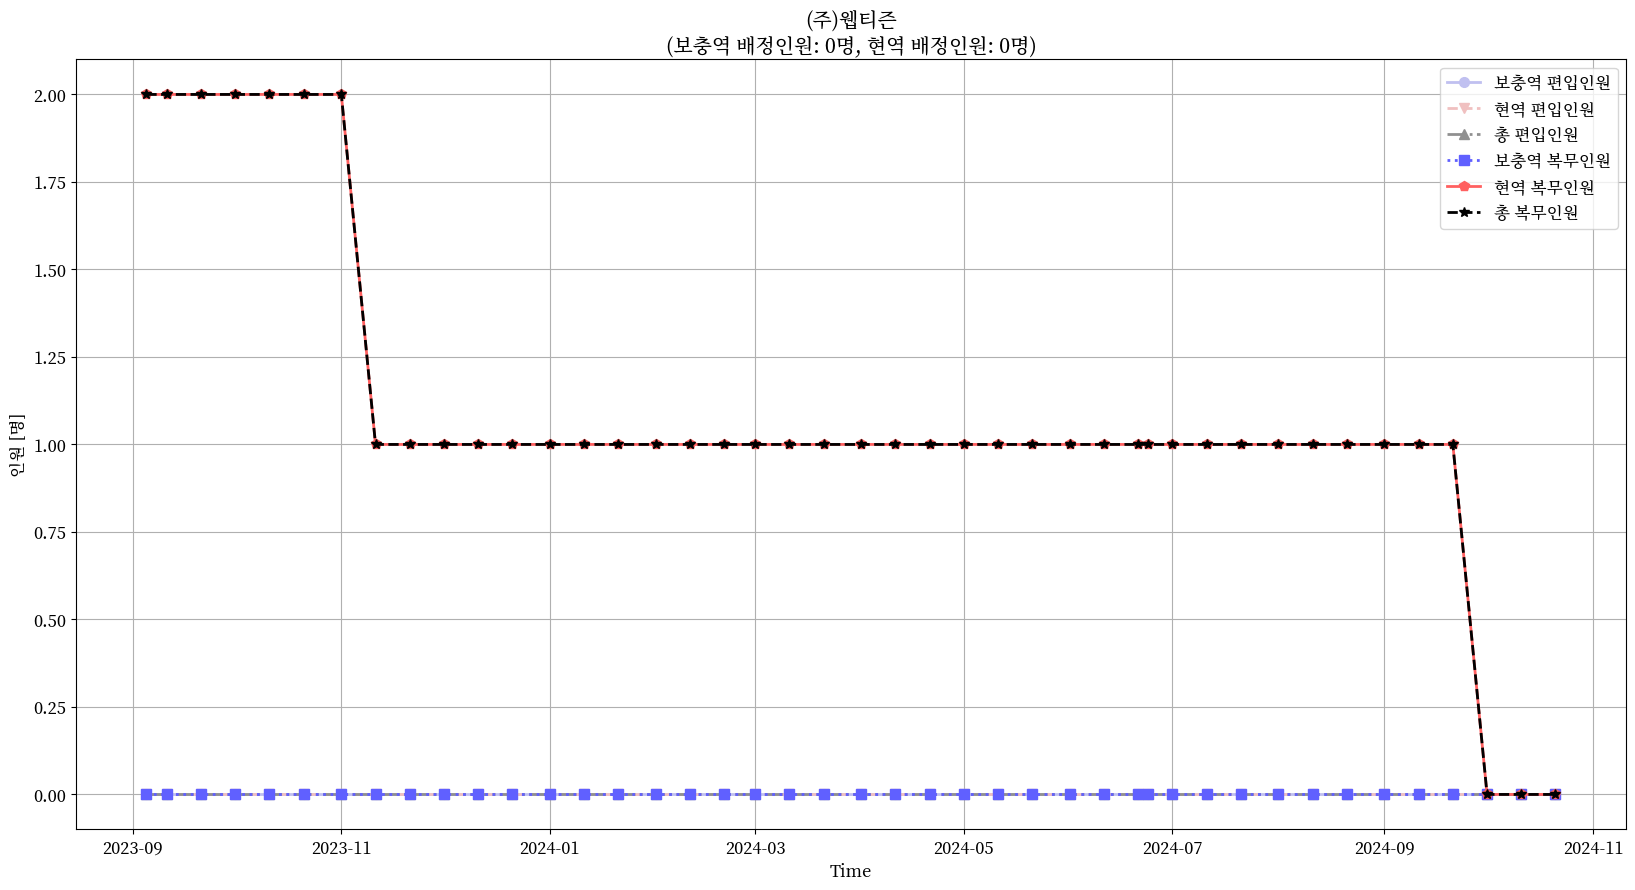 (주)웹티즌
(보충역 배정인원: 0명, 현역 배정인원: 0명)
보충역 편입인원
현역 편입인원
총 편입인원
보충역 복무인원
현역 복무인원
총 복무인원
2.00
1.75
1.50
1.25
1.00
0.75
0.50
0.25
0.00
인원 [명]
2023-09 2023-11 2024-01 2024-03 2024-05 2024-07 2024-09 2024-11
Time